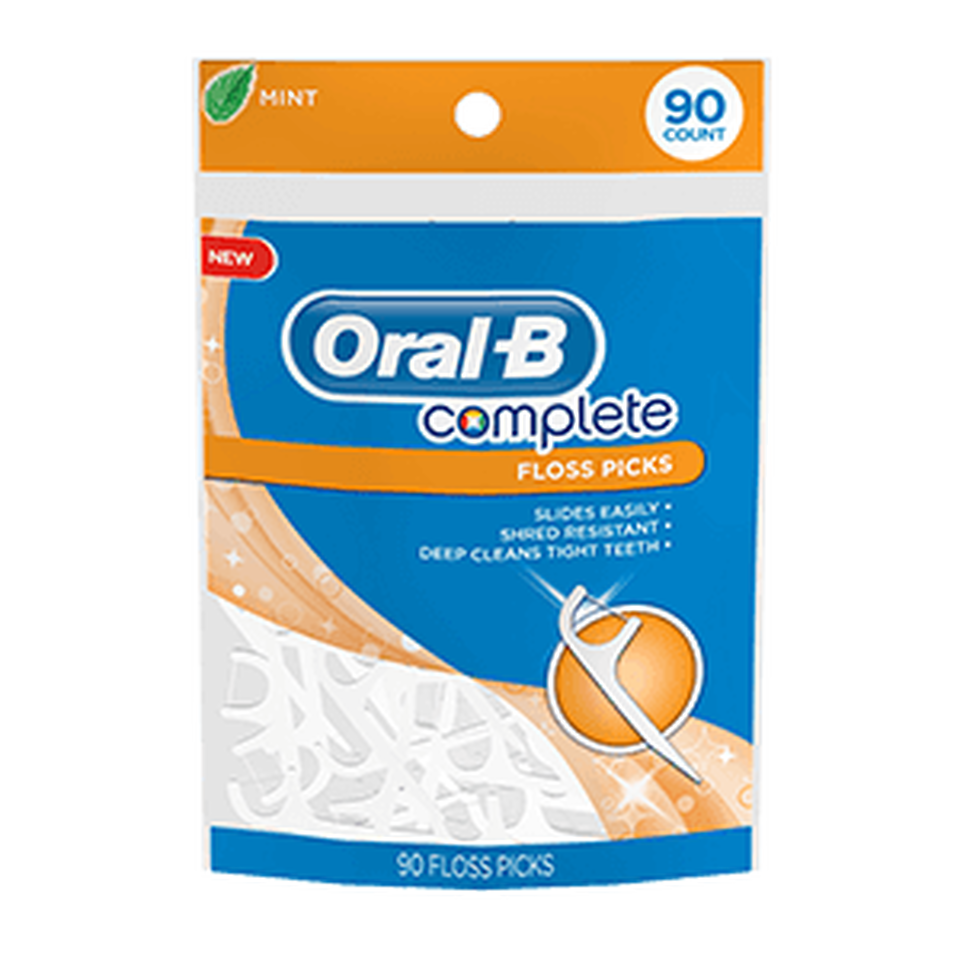 MINT
90
COUNT
NEW
Oral-B
complete
FLOSS PICKS
SLIDES EASILY •
SHRED RESISTANT •
DEEP CLEANS TIGHT TEETH •
90 FLOSS PICKS